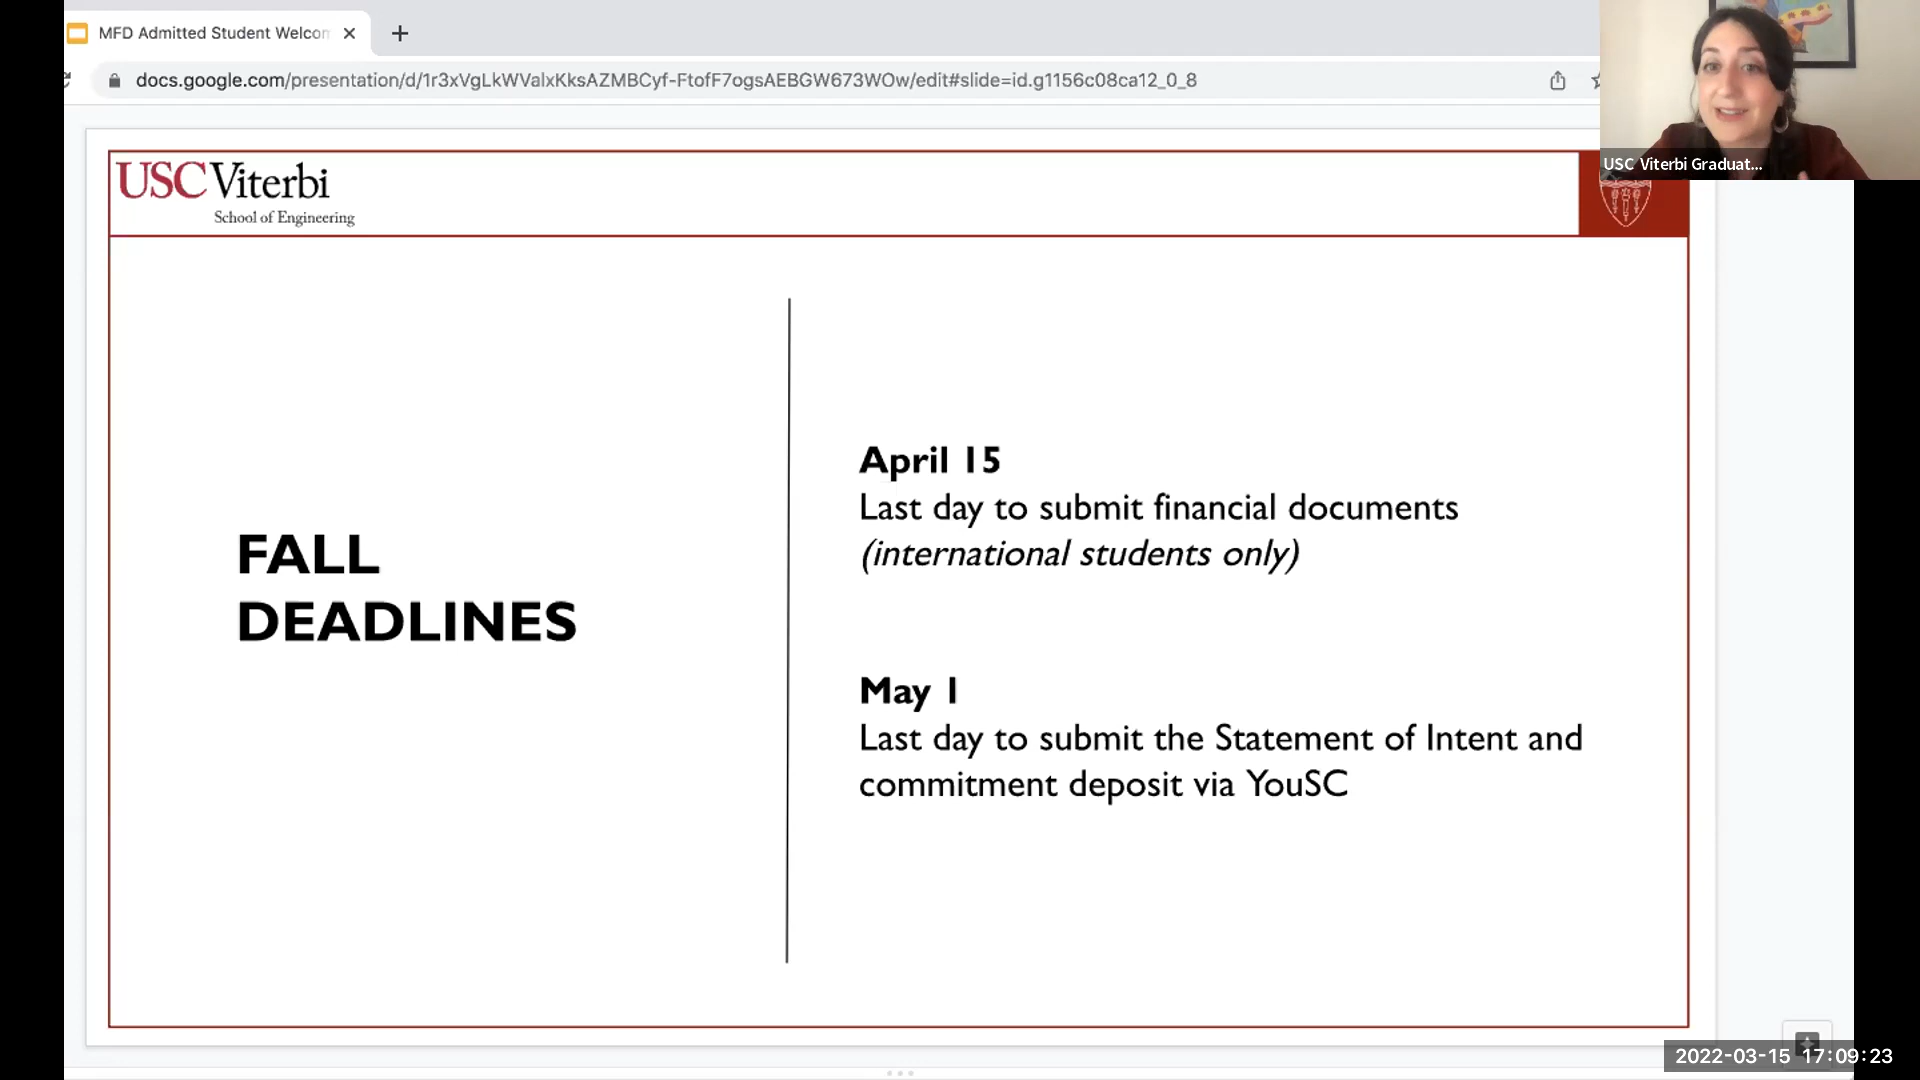 MFD Admitted Student Welcom
docs.google.com/presentation/d/1r3xVgLkWValxKksAZMBCyf-FtofF7ogsAEBGW673WOw/edit#slide=id.g1156c08ca12_0_8
USC Viterbi Graduat...
USC Viterbi
School of Engineering
FALL
DEADLINES
April 15
Last day to submit financial documents
(international students only)
May 1
Last day to submit the Statement of Intent and
commitment deposit via YouSC
2022-03-15 17:09:23